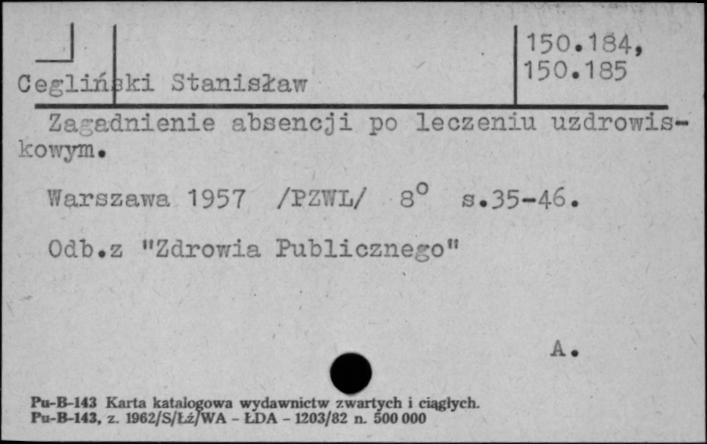 150.184,
150.185
Cegliński Stanisław
Zagadnienie absencji po leczeniu uzdrowis-
kowym.
Warszawa 1957 /PZWL/ 8° s.35-46.
Odb.z "Zdrowia Publicznego"
A.
Pu-B-143 Karta katalogowa wydawnictw zwartych i ciągłych.
Pu-B-143, z. 1962/S/Łż/WA - ŁDA - 1203/82 n. 500 000